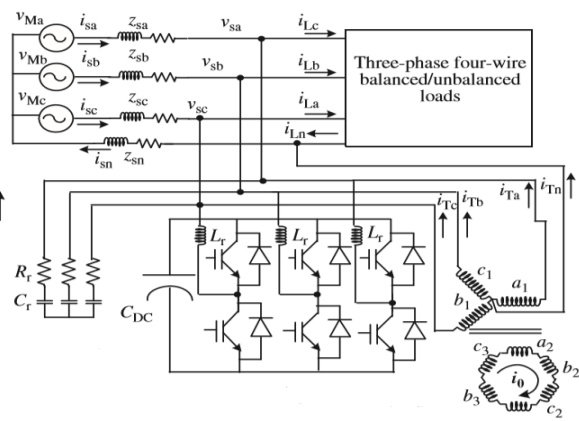 vMa isa zsa vsa iLc
vMb isb zsb vsb iLb
vMc isc zsc vsc iLa
isn zsn iLn
Three-phase four-wire
balanced/unbalanced
loads
iTc iTb iTa iTn
Rr
Cr
CDC
Lr Lr Lr
c1 a1
b1
c3 a2
b2
b3 i0
c2